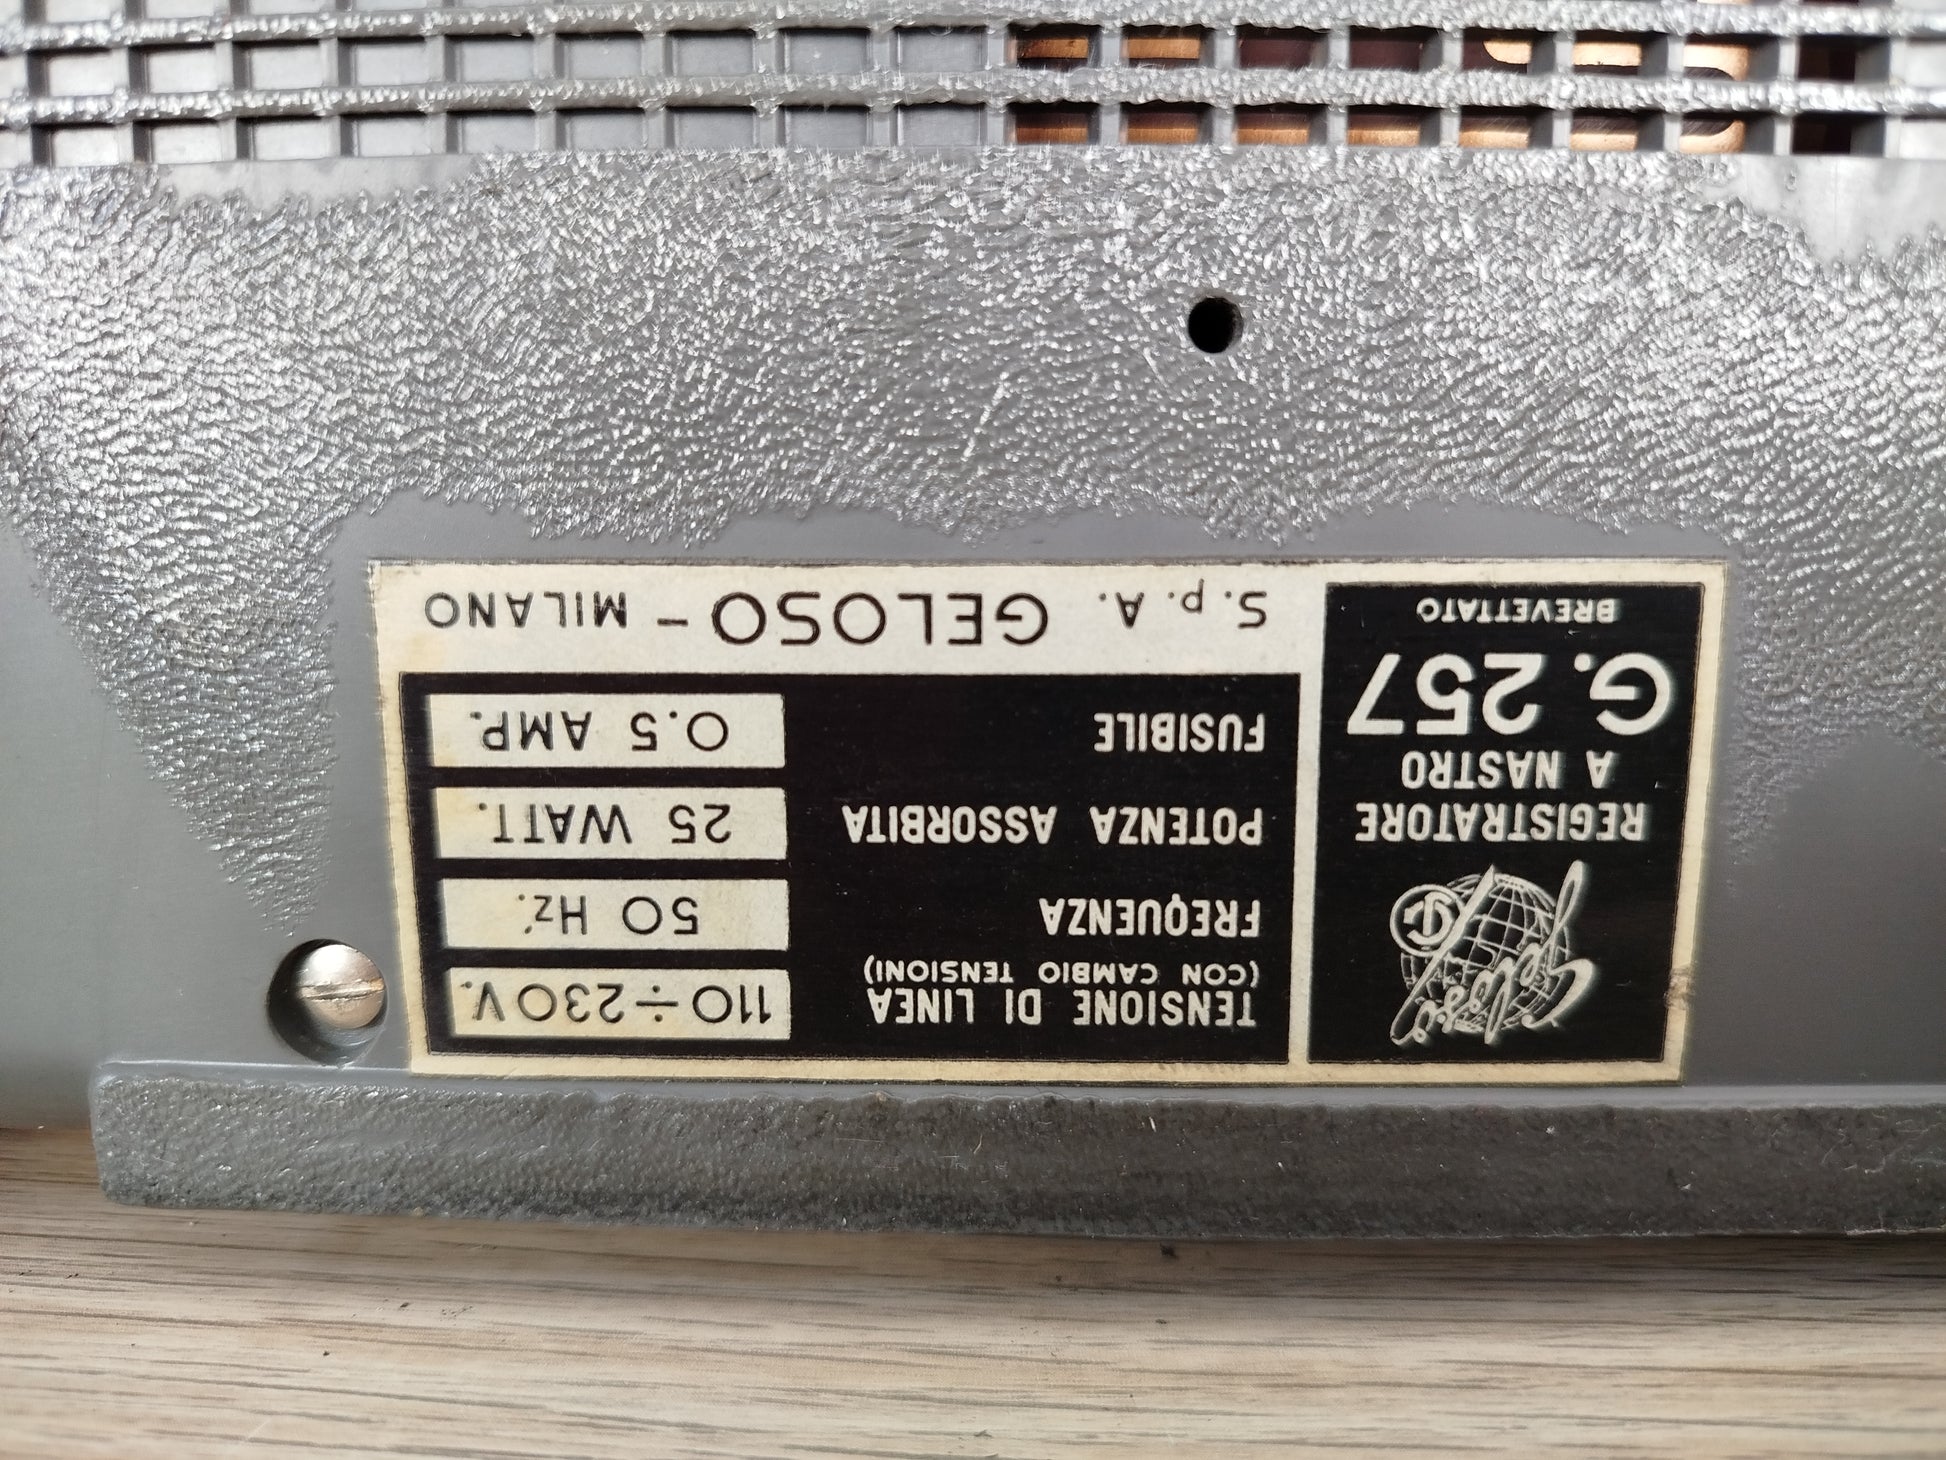 Geloso
REGISTRATORE
A NASTRO
G. 257
BREVETTATO
TENSIONE DI LINEA 110÷230V.
(CON CAMBIO TENSIONI)
FREQUENZA 50 Hz.
POTENZA ASSORBITA 25 WATT.
FUSIBILE 0.5 AMP.
S.p.A. GELOSO - MILANO